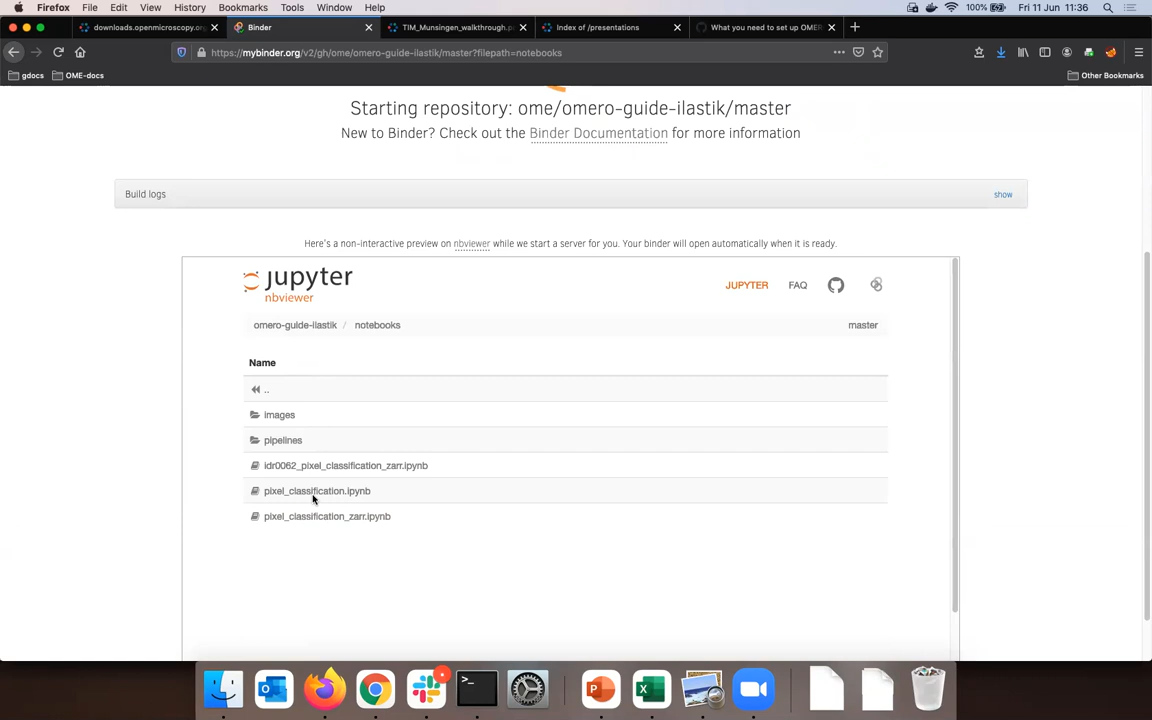 Firefox File Edit View History Bookmarks Tools Window Help 100% Fri 11 Jun 11:36
downloads.openmicroscopy.org Binder TIM_Munsingen_walkthrough.p Index of /presentations What you need to set up OMER
https://mybinder.org/v2/gh/ome/omero-guide-ilastik/master?filepath=notebooks
gdocs OME-docs Other Bookmarks
Starting repository: ome/omero-guide-ilastik/master
New to Binder? Check out the Binder Documentation for more information
Build logs show
Here's a non-interactive preview on nbviewer while we start a server for you. Your binder will open automatically when it is ready.
jupyter
nbviewer
JUPYTER FAQ
omero-guide-ilastik / notebooks master
Name
..
images
pipelines
idr0062_pixel_classification_zarr.ipynb
pixel_classification.ipynb
pixel_classification_zarr.ipynb